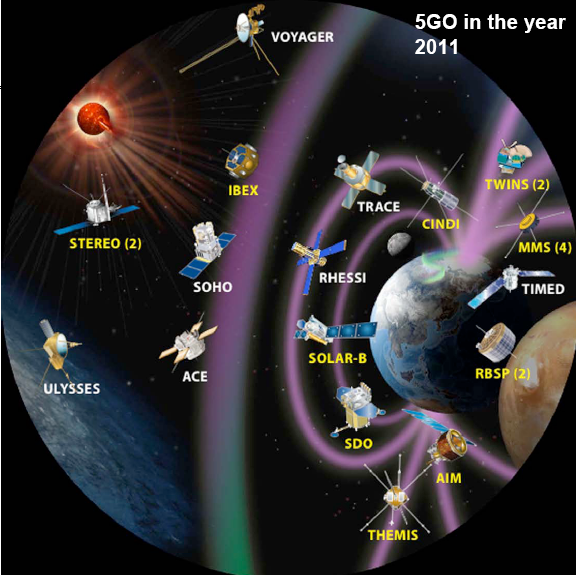 5GO in the year
2011
VOYAGER
IBEX
TRACE
TWINS (2)
CINDI
STEREO (2)
MMS (4)
SOHO
RHESSI
TIMED
SOLAR-B
ULYSSES
ACE
RBSP (2)
SDO
AIM
THEMIS